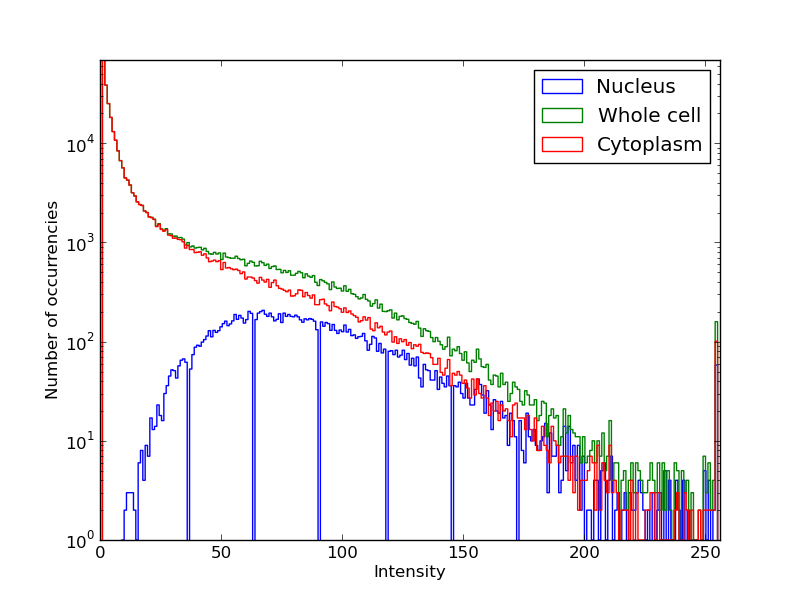 Nucleus
Whole cell
Cytoplasm
Number of occurrencies
10^4
10^3
10^2
10^1
10^0
0 50 100 150 200 250
Intensity